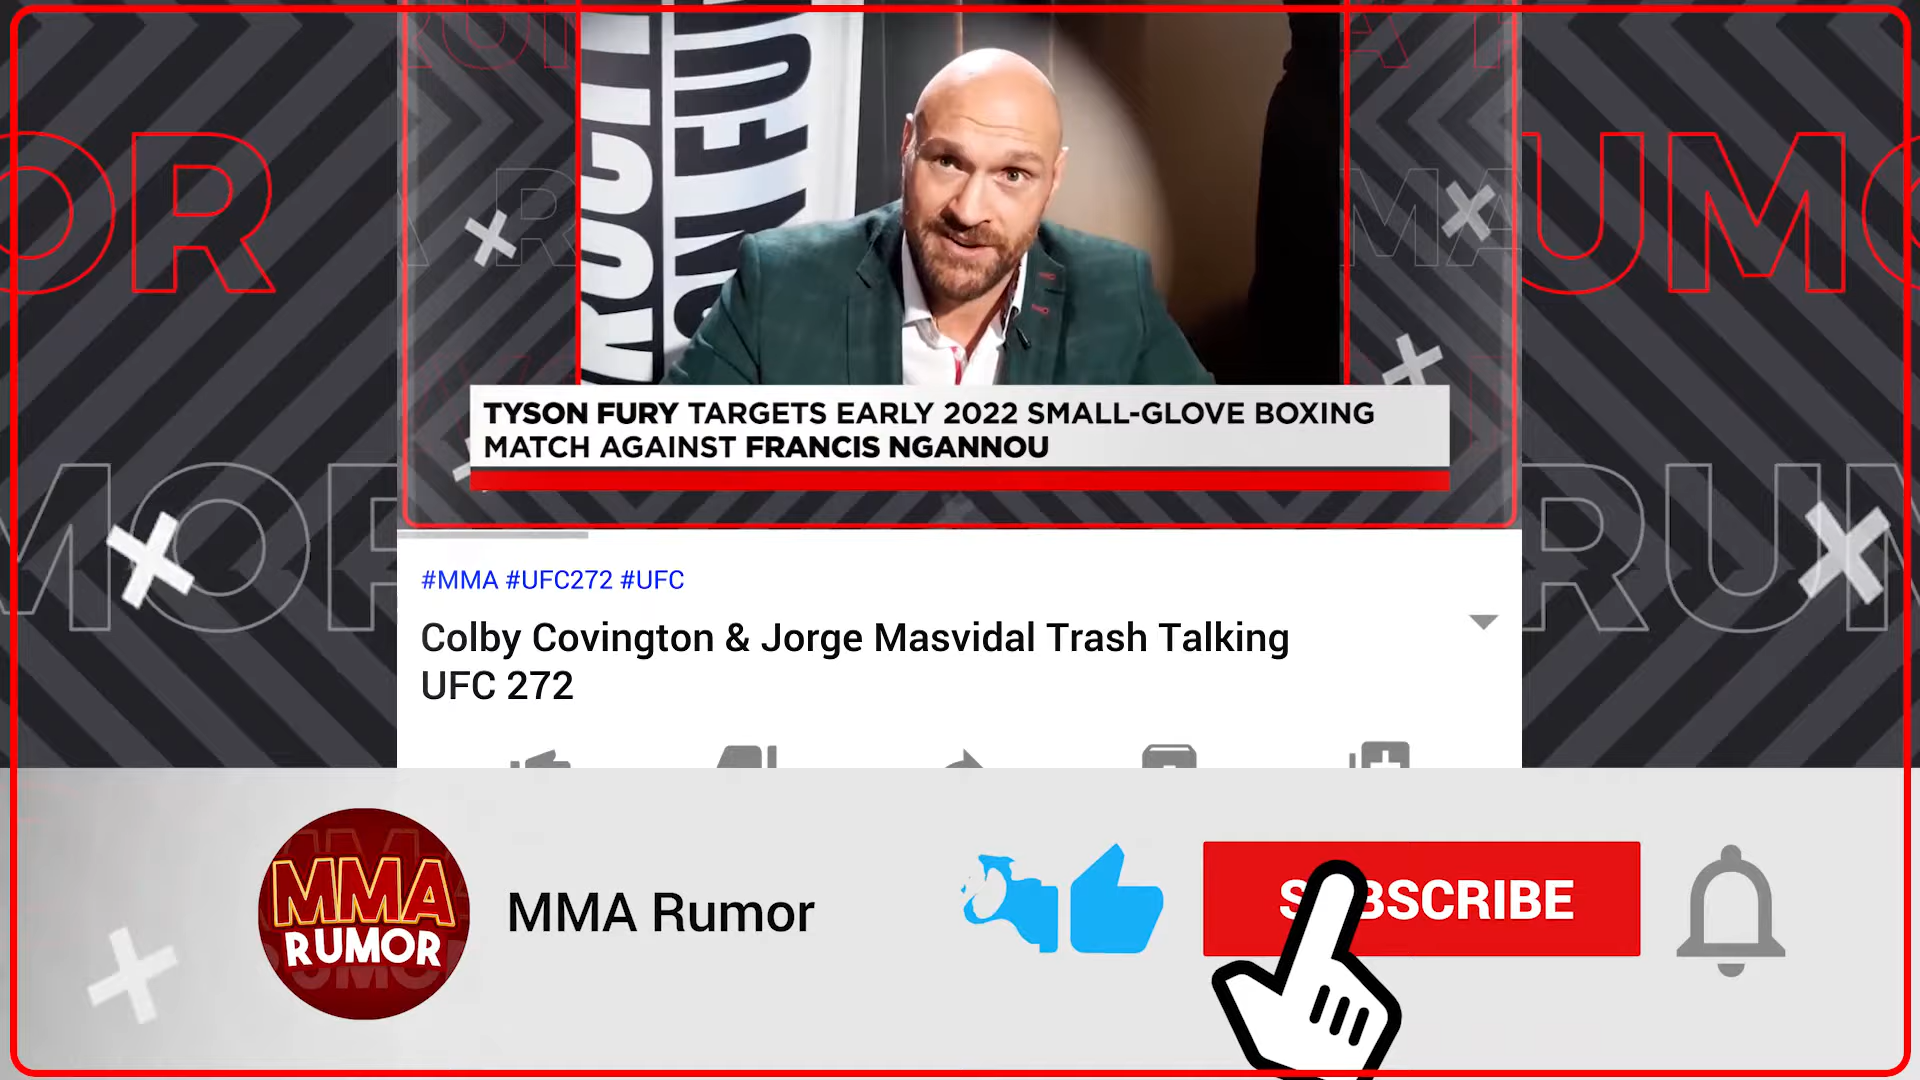 TYSON FURY TARGETS EARLY 2022 SMALL-GLOVE BOXING
MATCH AGAINST FRANCIS NGANNOU
#MMA #UFC272 #UFC
Colby Covington & Jorge Masvidal Trash Talking
UFC 272
MMA
RUMOR
MMA Rumor
SUBSCRIBE